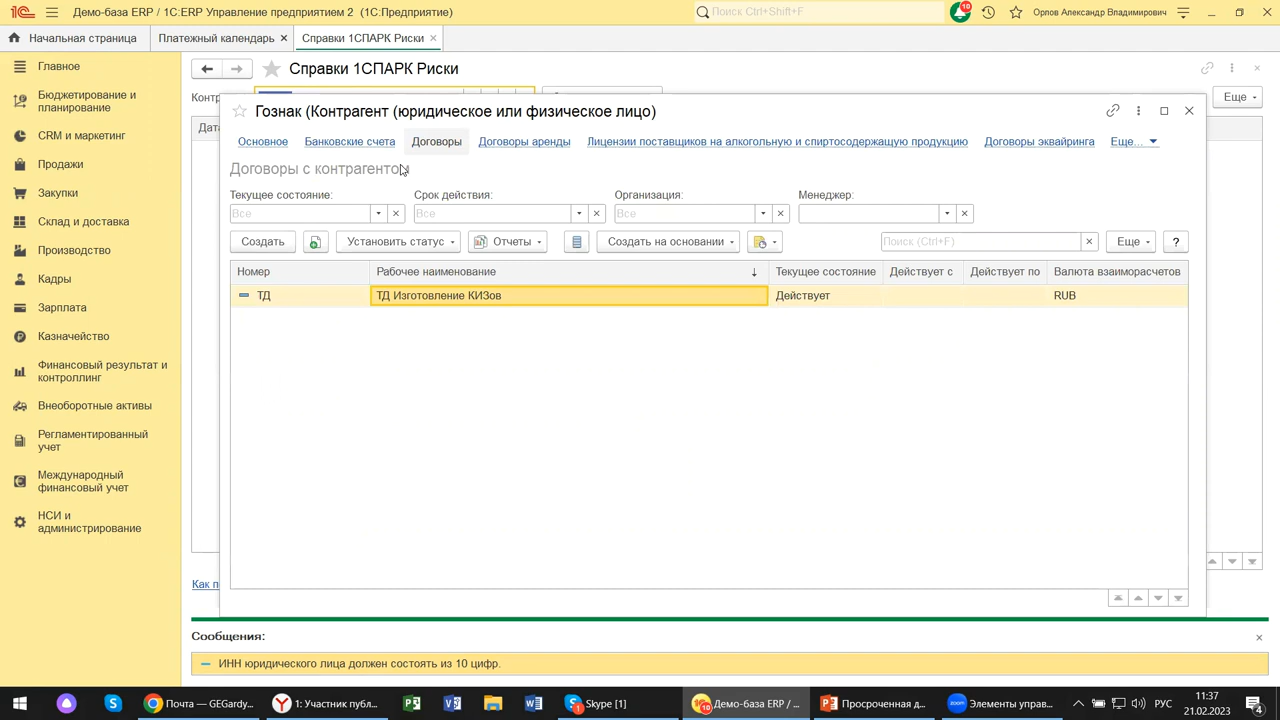 Демо-база ERP / 1С:ERP Управление предприятием 2 (1С:Предприятие)
Поиск Ctrl+Shift+F
10
Орлов Александр Владимирович
Начальная страница
Платежный календарь ×
Справки 1СПАРК Риски ×
Главное
Бюджетирование и
планирование
CRM и маркетинг
Продажи
Закупки
Склад и доставка
Производство
Кадры
Зарплата
Казначейство
Финансовый результат и
контроллинг
Внеоборотные активы
Регламентированный
учет
Международный
финансовый учет
НСИ и
администрирование
Справки 1СПАРК Риски
Контр
Еще
Дата
Гознак (Контрагент (юридическое или физическое лицо)
Основное Банковские счета Договоры Договоры аренды Лицензии поставщиков на алкогольную и спиртосодержащую продукцию Договоры эквайринга Еще...
Договоры с контрагентом
Текущее состояние: Срок действия: Организация: Менеджер:
Все Все Все
Создать Установить статус Отчеты Создать на основании Поиск (Ctrl+F) × Еще ?
Номер Рабочее наименование ↓ Текущее состояние Действует с Действует по Валюта взаиморасчетов
ТД ТД Изготовление КИЗов Действует RUB
Как п
Сообщения:
ИНН юридического лица должен состоять из 10 цифр.
Почта — GEGardy...
1: Участник публ...
Skype [1]
Демо-база ERP / ...
Просроченная д...
Элементы управ...
РУС
11:37
21.02.2023